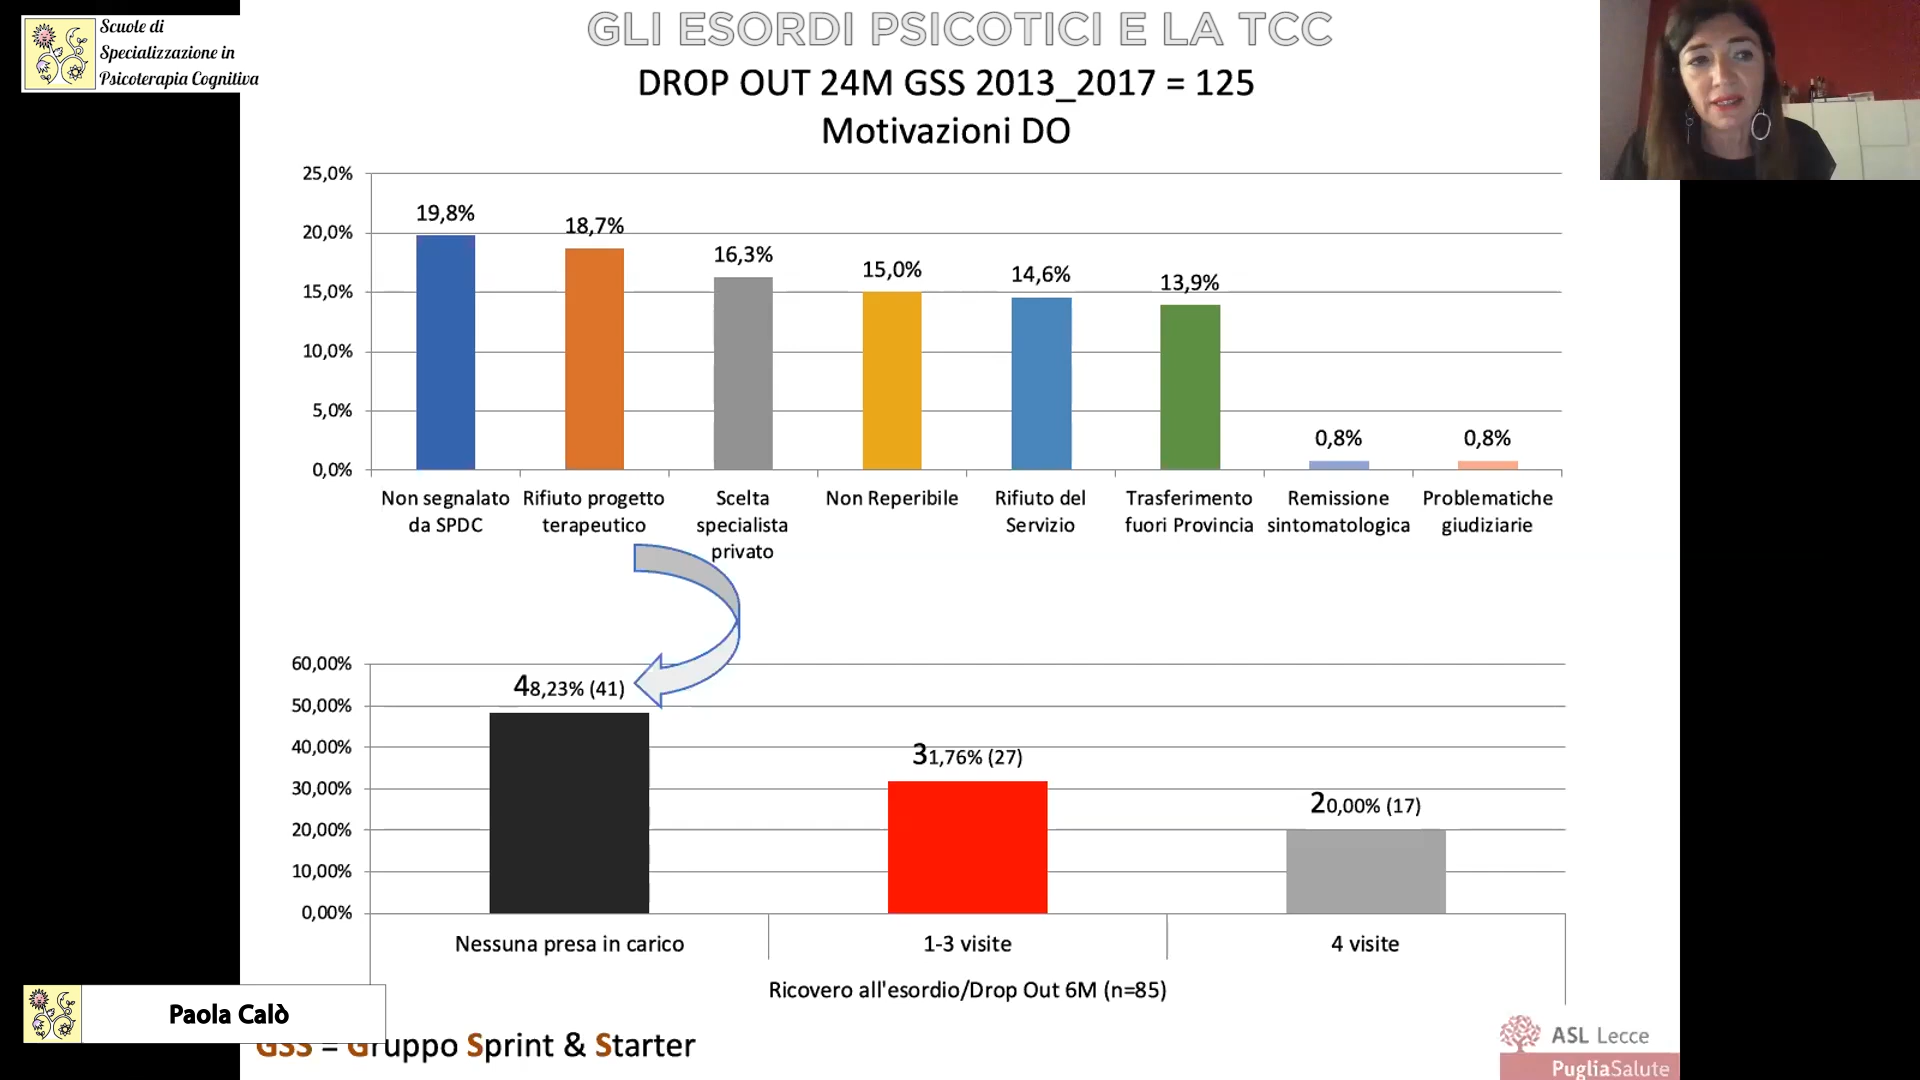 Scuole di
Specializzazione in
Psicoterapia Cognitiva
GLI ESORDI PSICOTICI E LA TCC
DROP OUT 24M GSS 2013_2017 = 125
Motivazioni DO
25,0%
20,0%
15,0%
10,0%
5,0%
0,0%
19,8%
18,7%
16,3%
15,0%
14,6%
13,9%
0,8%
0,8%
Non segnalato
da SPDC
Rifiuto progetto
terapeutico
Scelta
specialista
privato
Non Reperibile
Rifiuto del
Servizio
Trasferimento
fuori Provincia
Remissione
sintomatologica
Problematiche
giudiziarie
60,00%
50,00%
40,00%
30,00%
20,00%
10,00%
0,00%
48,23% (41)
31,76% (27)
20,00% (17)
Nessuna presa in carico
1-3 visite
4 visite
Ricovero all'esordio/Drop Out 6M (n=85)
Paola Calò
GSS = Gruppo Sprint & Starter
ASL Lecce
PugliaSalute